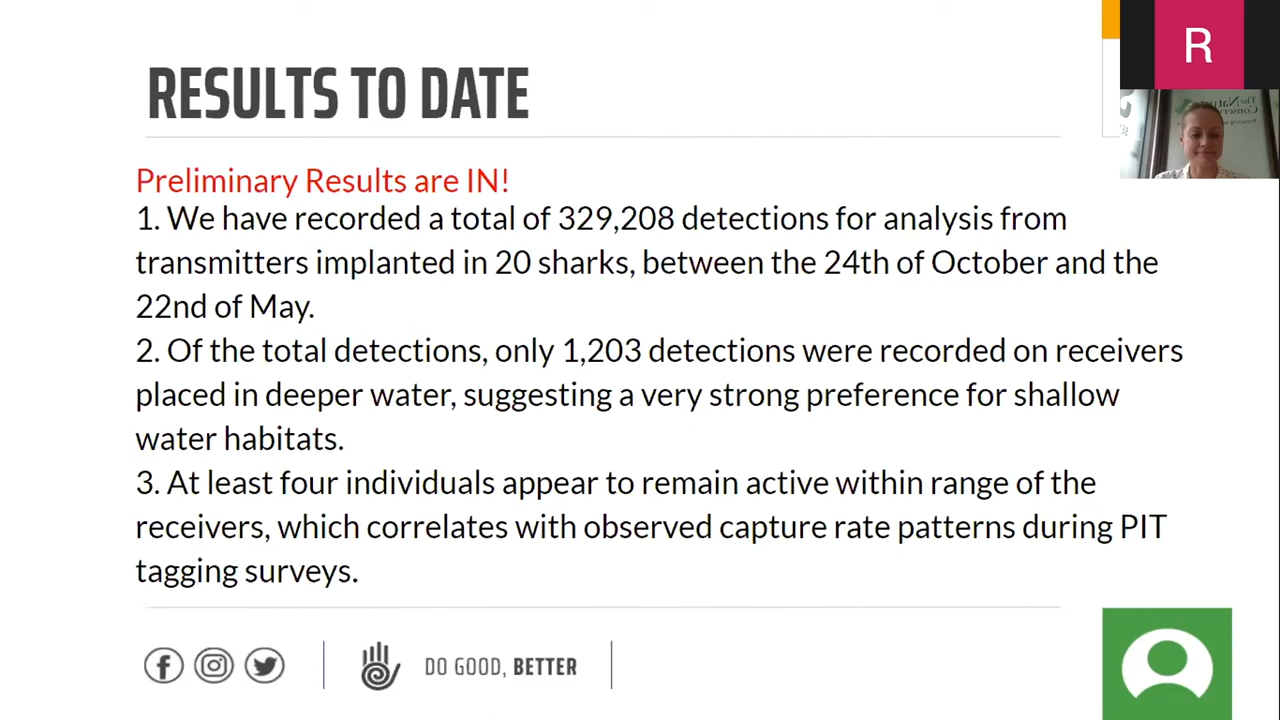 RESULTS TO DATE
R
Preliminary Results are IN!
1. We have recorded a total of 329,208 detections for analysis from
transmitters implanted in 20 sharks, between the 24th of October and the
22nd of May.
2. Of the total detections, only 1,203 detections were recorded on receivers
placed in deeper water, suggesting a very strong preference for shallow
water habitats.
3. At least four individuals appear to remain active within range of the
receivers, which correlates with observed capture rate patterns during PIT
tagging surveys.
DO GOOD, BETTER